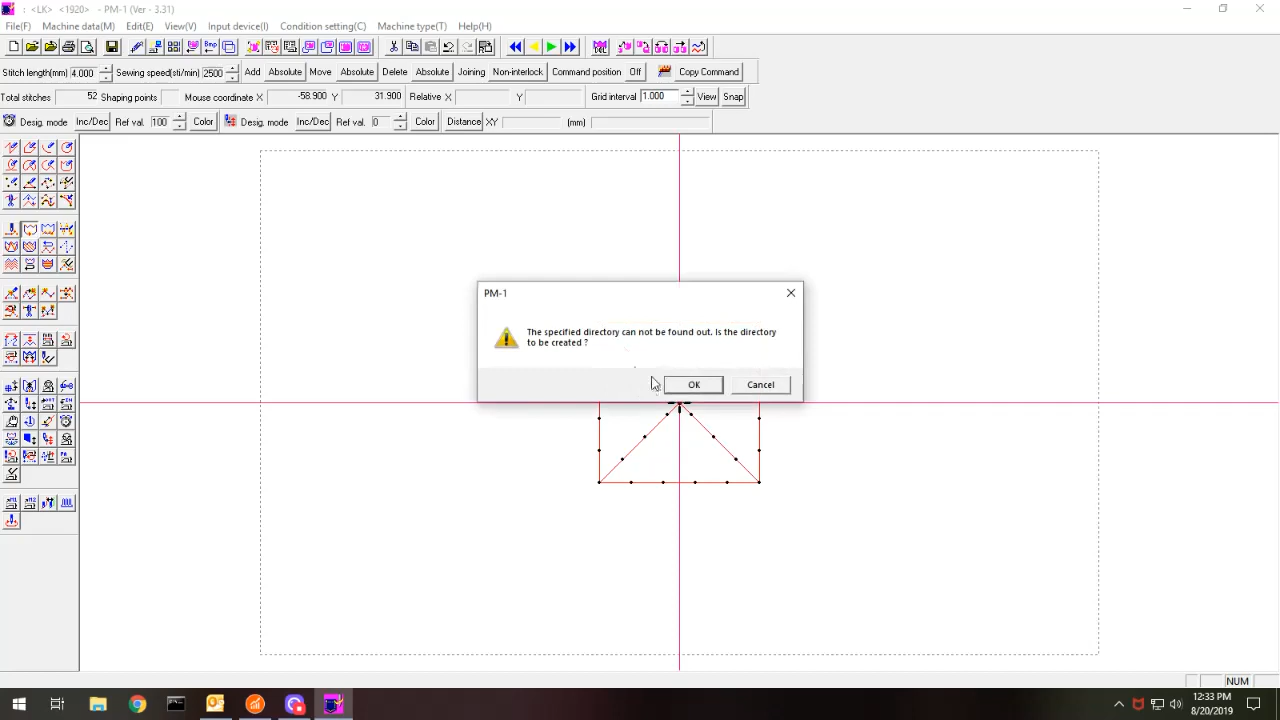 : <LK> <1920> - PM-1 (Ver - 3.31)
File(F) Machine data(M) Edit(E) View(V) Input device(I) Condition setting(C) Machine type(T) Help(H)
Stitch length(mm) 4.000 Sewing speed(sti/min) 2500 Add Absolute Move Absolute Delete Absolute Joining Non-interlock Command position Off Copy Command
Total stitches 52 Shaping points Mouse coordinate X -58.900 Y 31.900 Relative X Y Grid interval 1.000 View Snap
Desig. mode Inc/Dec Ref val. 100 Color Desig. mode Inc/Dec Ref val. 0 Color Distance XY (mm)
PM-1
The specified directory can not be found out. Is the directory
to be created ?
OK Cancel
NUM
12:33 PM
8/20/2019